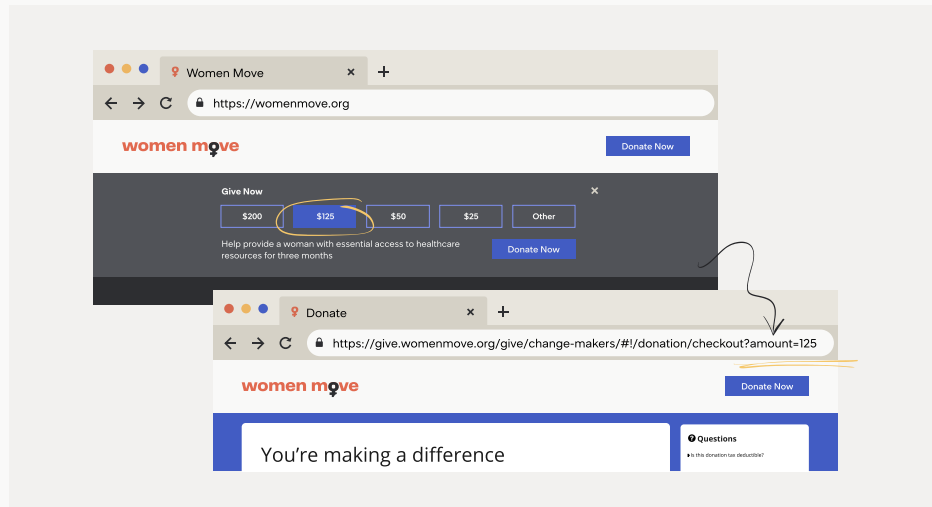 Women Move
https://womenmove.org
women move
Donate Now
Give Now
$200 $125 $50 $25 Other
Help provide a woman with essential access to healthcare
resources for three months
Donate Now
Donate
https://give.womenmove.org/give/change-makers/#!/donation/checkout?amount=125
women move
Donate Now
You’re making a difference
Questions
Is this donation tax deductible?